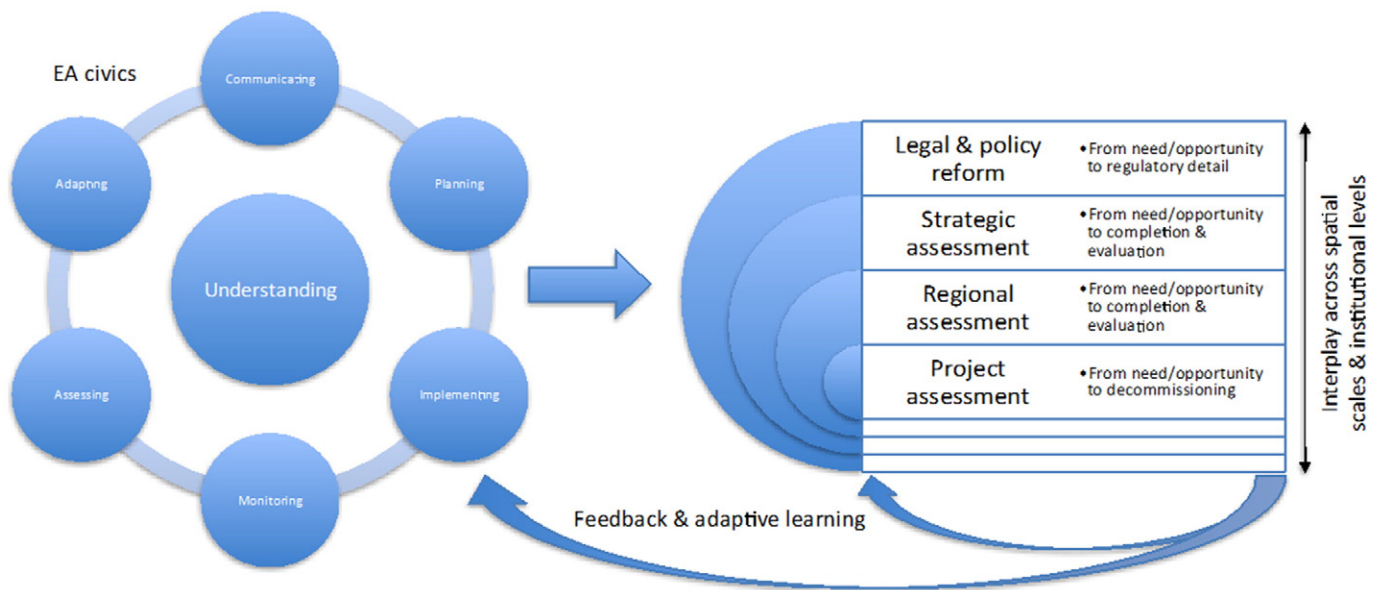 EA civics
Communicating
Adapting
Planning
Understanding
Assessing
Implementing
Monitoring
Legal & policy
reform
•From need/opportunity
to regulatory detail
Strategic
assessment
•From need/opportunity
to completion &
evaluation
Regional
assessment
•From need/opportunity
to completion &
evaluation
Project
assessment
•From need/opportunity
to decommissioning
Interplay across spatial
scales & institutional levels
Feedback & adaptive learning